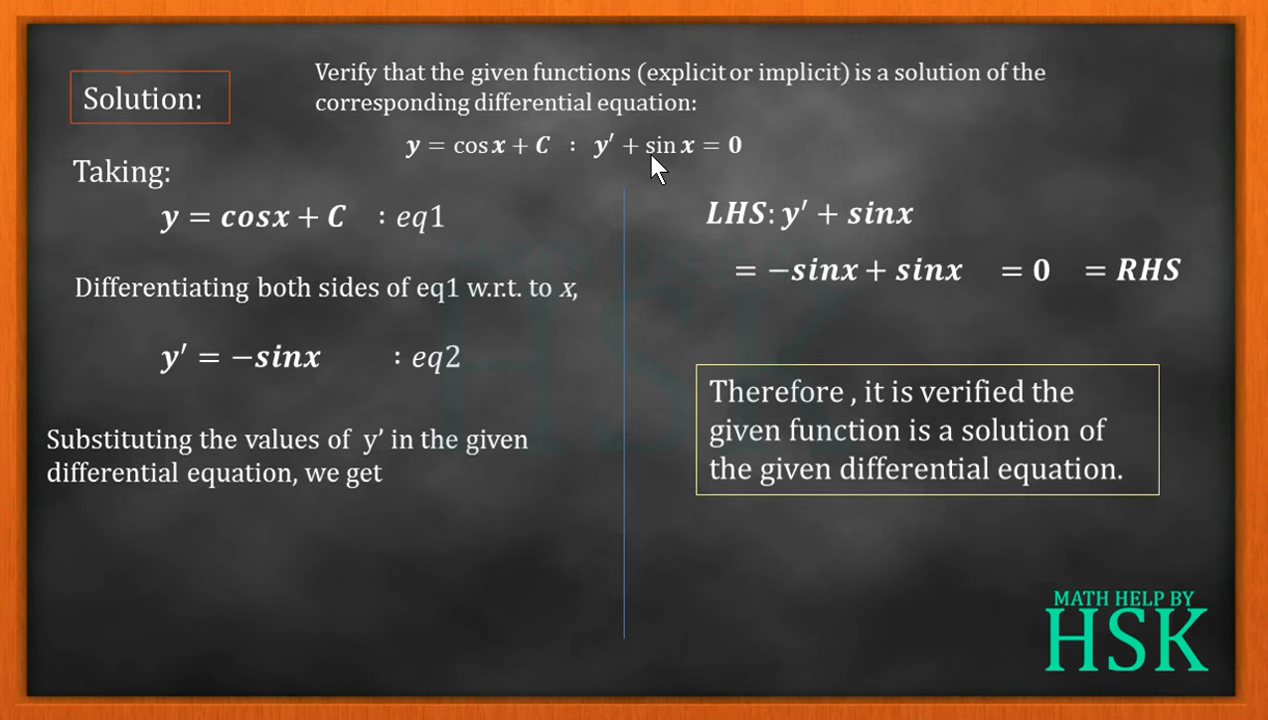 Solution:
Verify that the given functions (explicit or implicit) is a solution of the
corresponding differential equation:
y = cos x + C : y′ + sin x = 0
Taking:
y = cosx + C : eq1
Differentiating both sides of eq1 w.r.t. to x,
y′ = −sinx : eq2
Substituting the values of y’ in the given
differential equation, we get
LHS: y′ + sinx
= −sinx + sinx = 0 = RHS
Therefore , it is verified the
given function is a solution of
the given differential equation.
MATH HELP BY
HSK